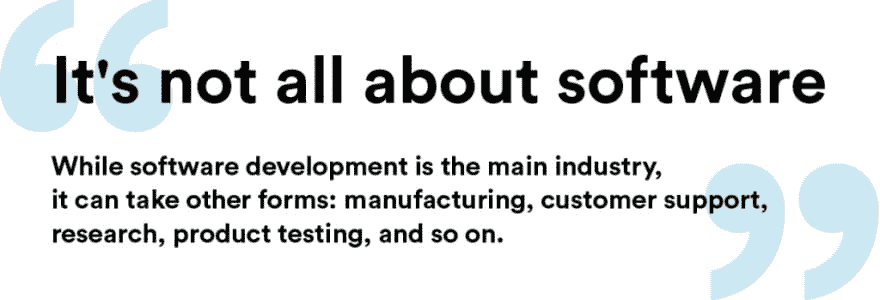 It's not all about software
While software development is the main industry,
it can take other forms: manufacturing, customer support,
research, product testing, and so on.